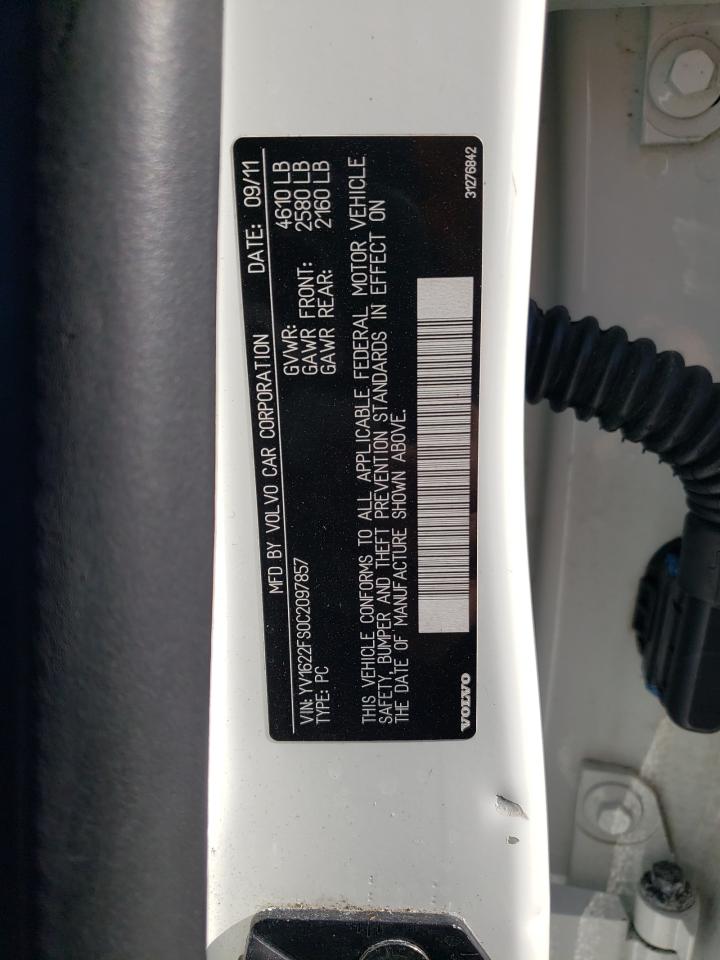 MFD BY VOLVO CAR CORPORATION DATE: 09/11
GVWR: 4610 LB
GAWR FRONT: 2580 LB
GAWR REAR: 2160 LB
VIN: YV1622FS0C2097857
TYPE: PC
THIS VEHICLE CONFORMS TO ALL APPLICABLE FEDERAL MOTOR VEHICLE
SAFETY, BUMPER AND THEFT PREVENTION STANDARDS IN EFFECT ON
THE DATE OF MANUFACTURE SHOWN ABOVE.
VOLVO
31276842